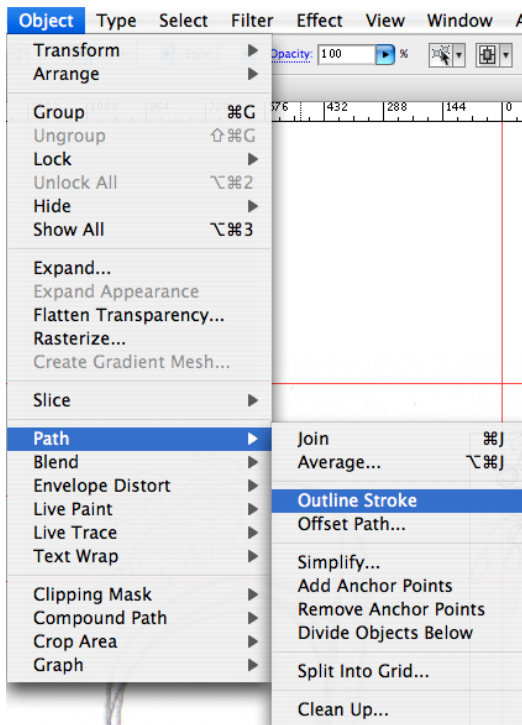 Object Type Select Filter Effect View Window
Transform
Arrange
Opacity: 100 %
576 432 288 144 0
Group ⌘G
Ungroup ⇧⌘G
Lock
Unlock All ⌥⌘2
Hide
Show All ⌥⌘3
Expand...
Expand Appearance
Flatten Transparency...
Rasterize...
Create Gradient Mesh...
Slice
Path
Blend
Envelope Distort
Live Paint
Live Trace
Text Wrap
Clipping Mask
Compound Path
Crop Area
Graph
Join ⌘J
Average... ⌥⌘J
Outline Stroke
Offset Path...
Simplify...
Add Anchor Points
Remove Anchor Points
Divide Objects Below
Split Into Grid...
Clean Up...